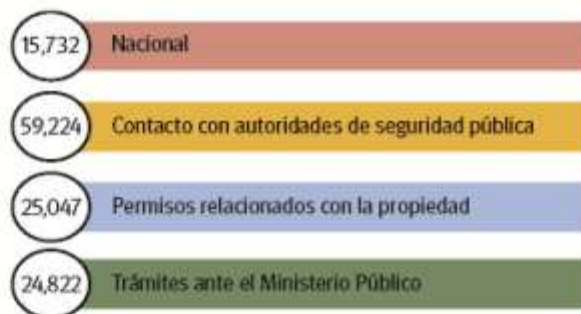 15,732 Nacional
59,224 Contacto con autoridades de seguridad pública
25,047 Permisos relacionados con la propiedad
24,822 Trámites ante el Ministerio Público